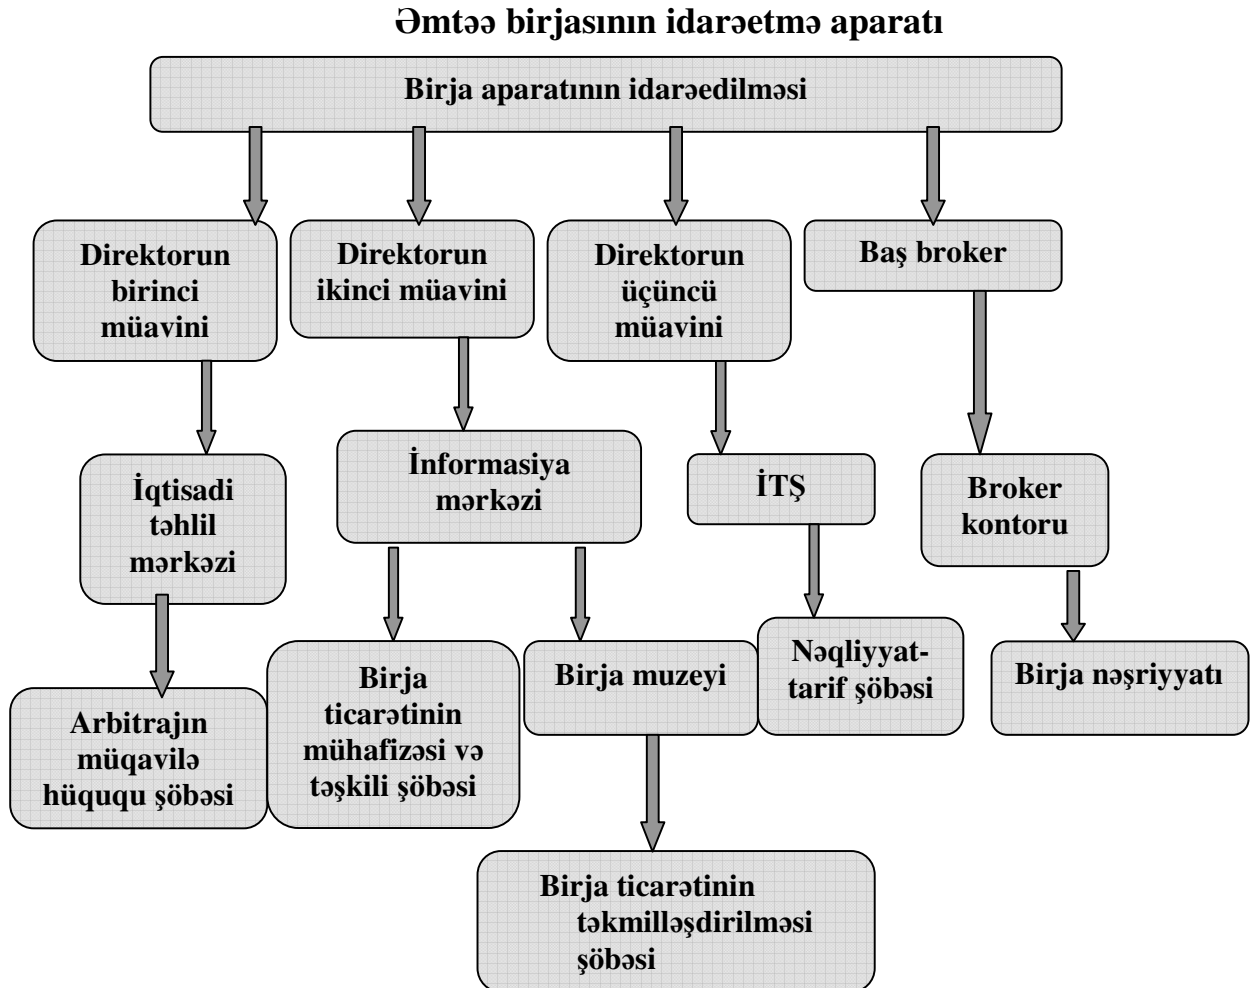 Əmtəə birjasının idarəetmə aparatı
Birja aparatının idarəedilməsi
Direktorun
birinci
müavini
Direktorun
ikinci müavini
Direktorun
üçüncü
müavini
Baş broker
İqtisadi
təhlil
mərkəzi
İnformasiya
mərkəzi
İTŞ
Broker
kontoru
Arbitrajın
müqavilə
hüququ şöbəsi
Birja
ticarətinin
mühafizəsi və
təşkili şöbəsi
Birja muzeyi
Nəqliyyat-
tarif şöbəsi
Birja nəşriyyatı
Birja ticarətinin
təkmilləşdirilməsi
şöbəsi